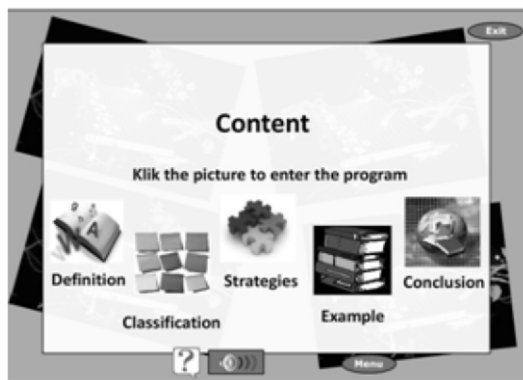 Exit
Content
Klik the picture to enter the program
Definition
Classification
Strategies
Example
Conclusion
?
Menu